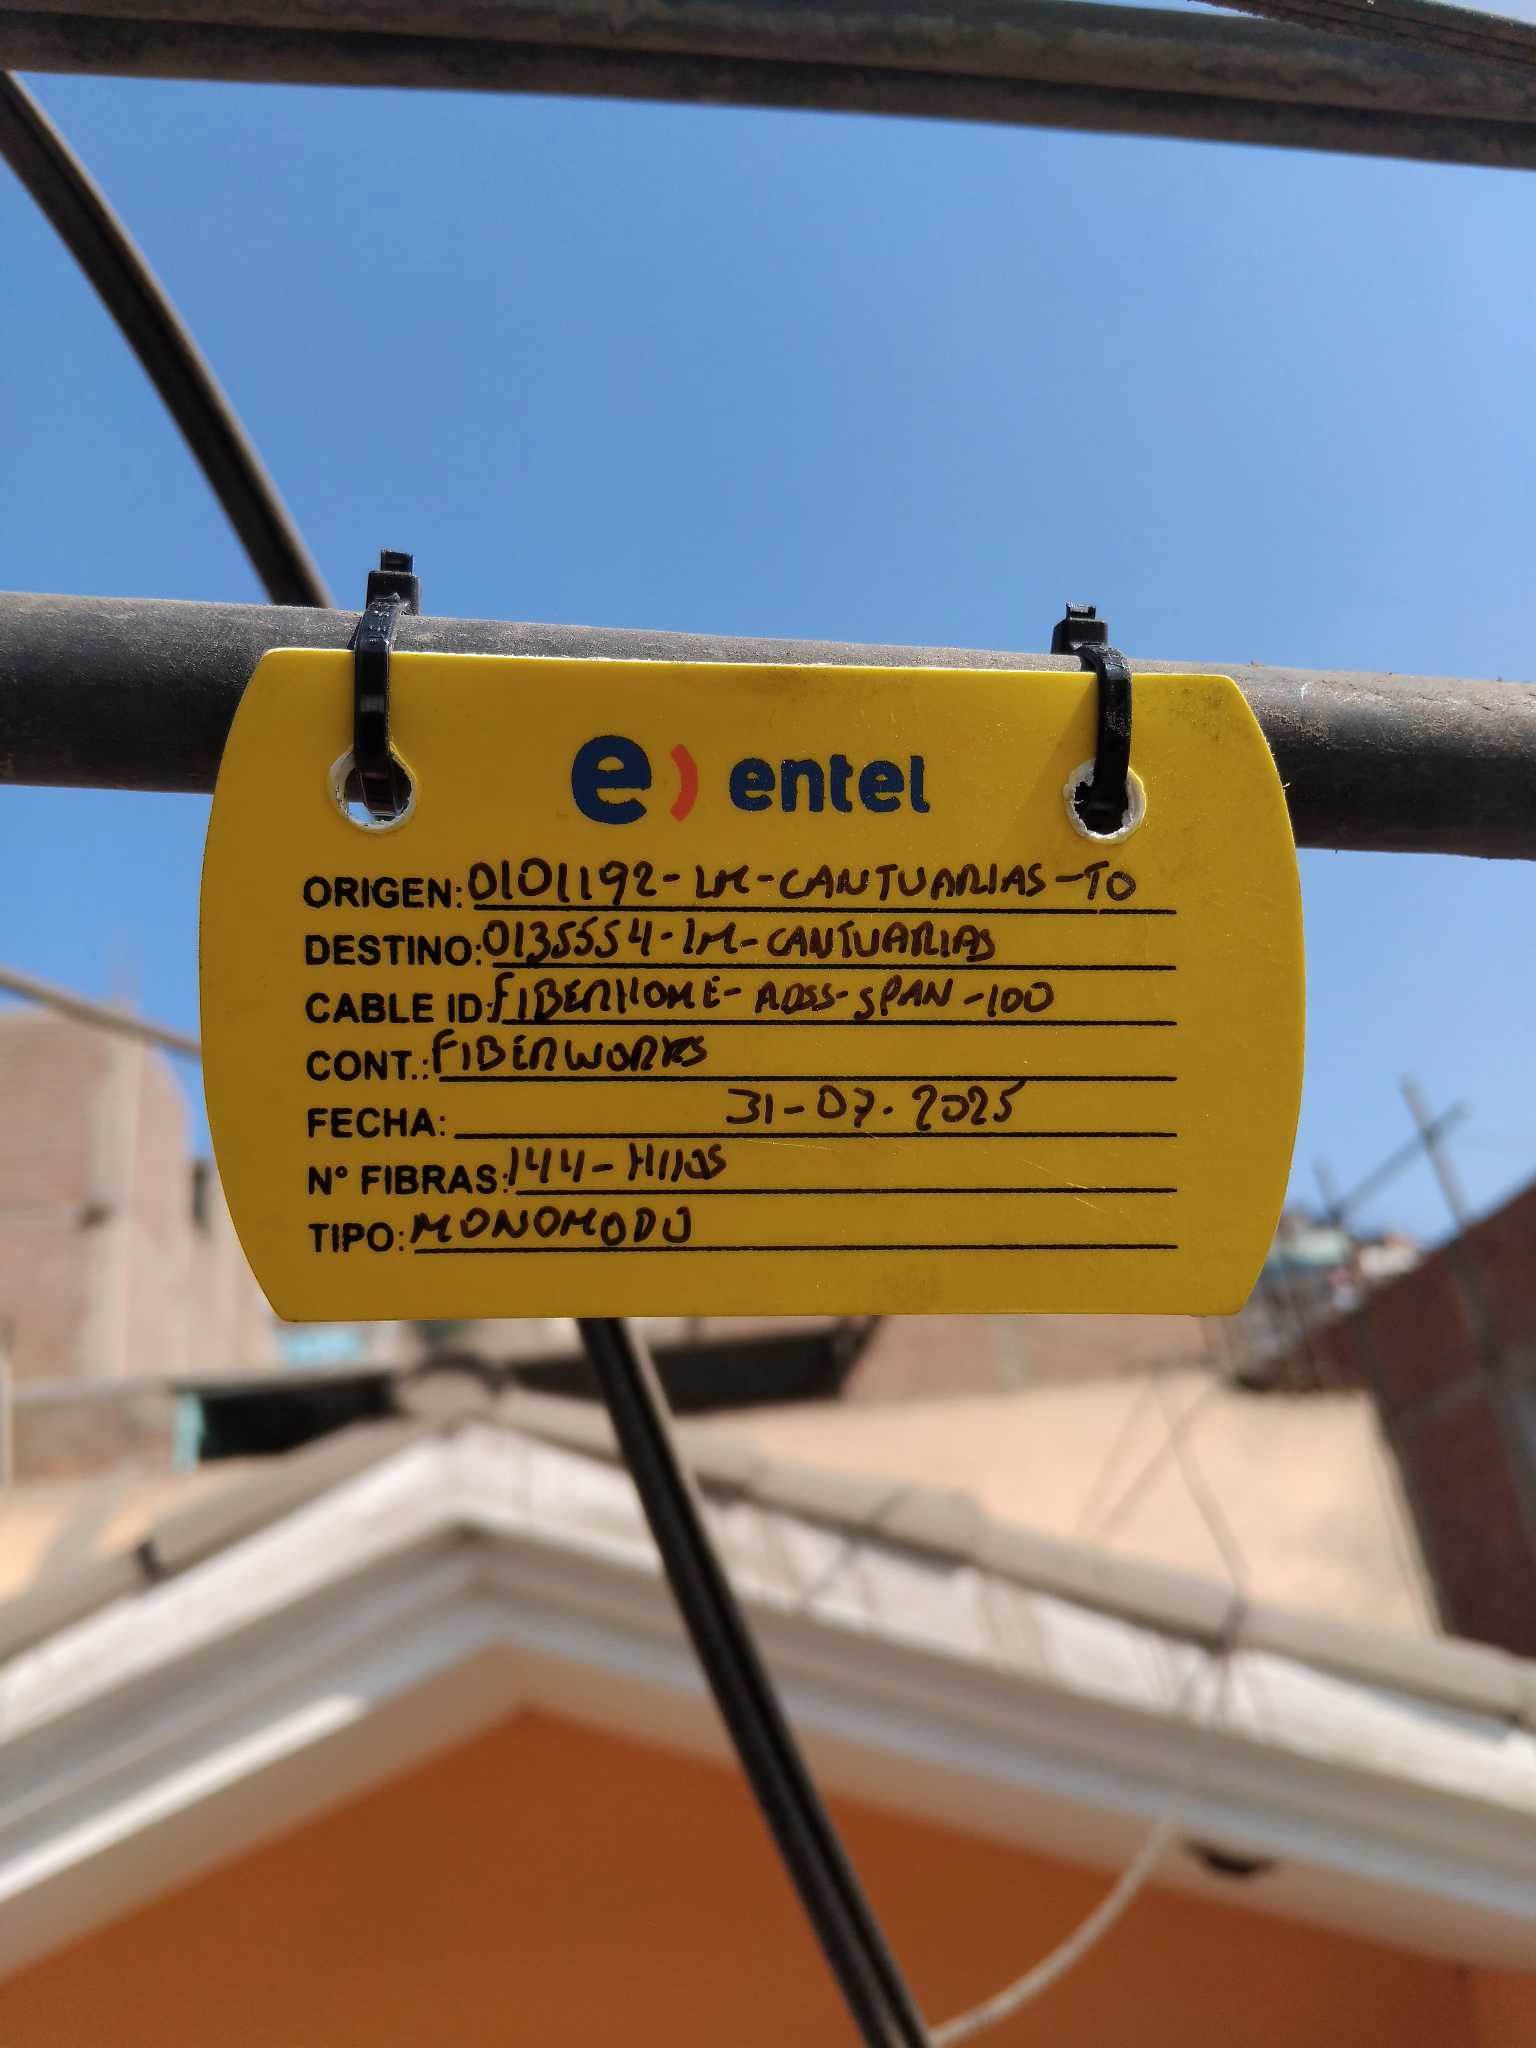 e) entel
ORIGEN: 0101192-LM-CANTUARIAS-TO
DESTINO: 0135554-LM-CANTUARIAS
CABLE ID: FIBERHOME-ADSS-SPAN-100
CONT.: FIBERWORKS
FECHA: 31-07-2025
N° FIBRAS: 144-HIJOS
TIPO: MONOMODO